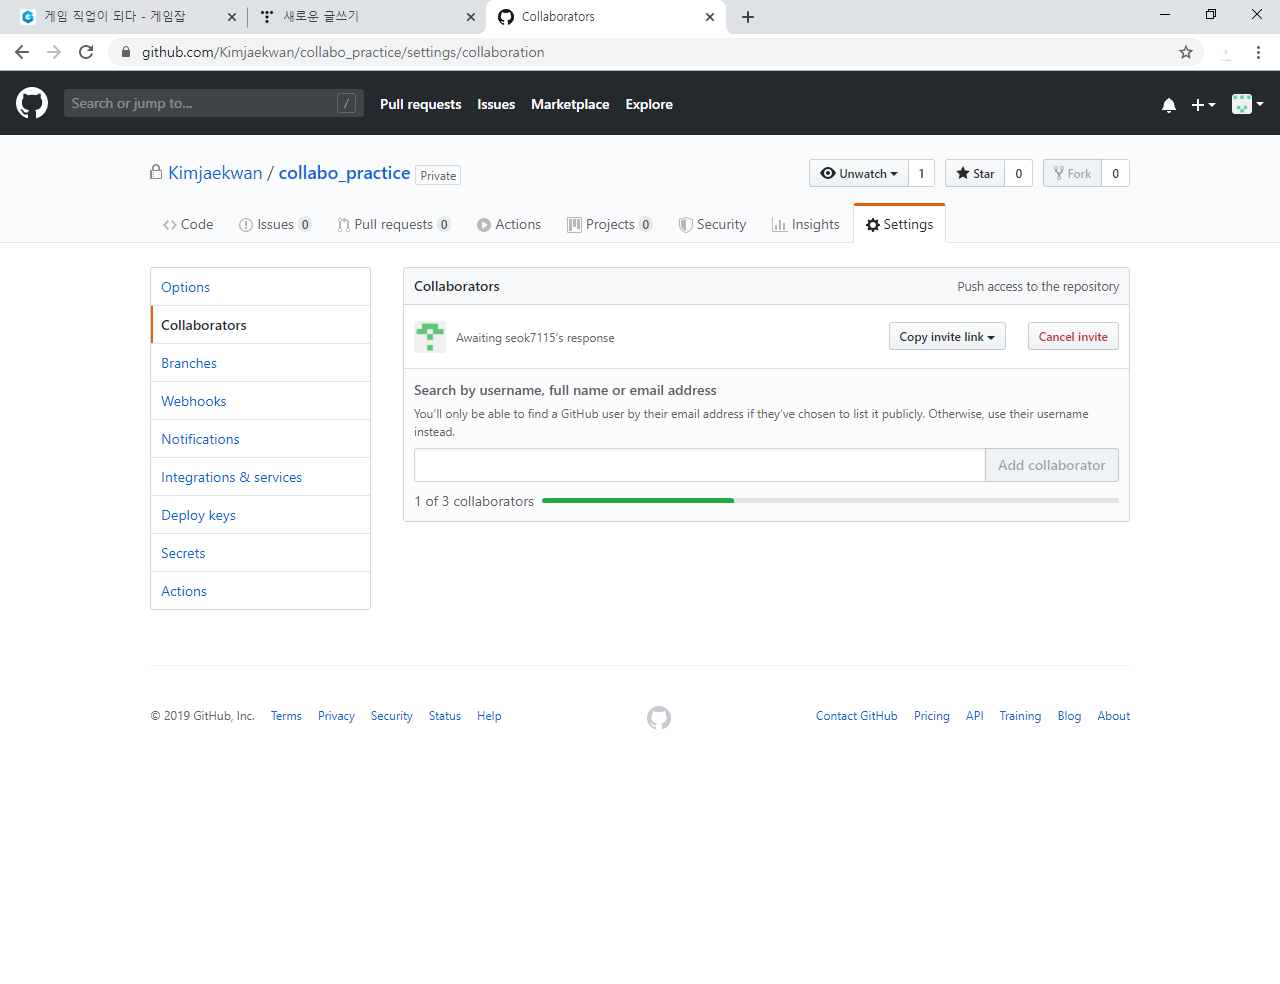 게임 직업이 되다 - 게임잡
새로운 글쓰기
Collaborators
github.com/Kimjaekwan/collabo_practice/settings/collaboration
Search or jump to... /
Pull requests Issues Marketplace Explore
Kimjaekwan / collabo_practice Private
Unwatch 1 Star 0 Fork 0
Code Issues 0 Pull requests 0 Actions Projects 0 Security Insights Settings
Options
Collaborators
Branches
Webhooks
Notifications
Integrations & services
Deploy keys
Secrets
Actions
Collaborators Push access to the repository
Awaiting seok7115's response Copy invite link Cancel invite
Search by username, full name or email address
You'll only be able to find a GitHub user by their email address if they've chosen to list it publicly. Otherwise, use their username
instead.
Add collaborator
1 of 3 collaborators
© 2019 GitHub, Inc. Terms Privacy Security Status Help
Contact GitHub Pricing API Training Blog About